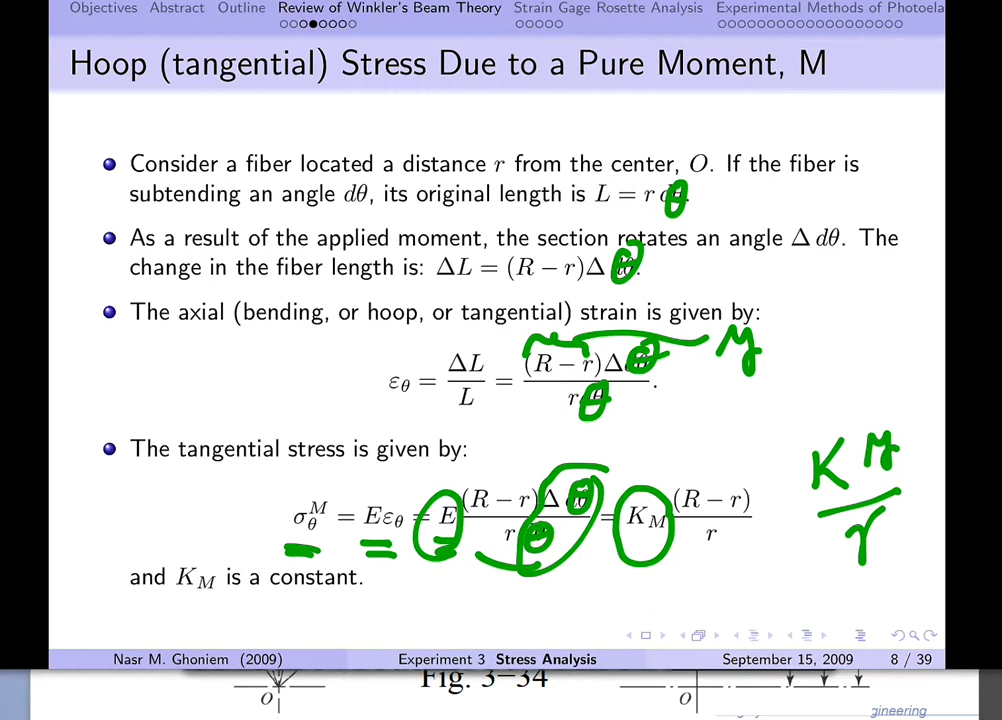 Objectives Abstract Outline Review of Winkler's Beam Theory Strain Gage Rosette Analysis Experimental Methods of Photoela
Hoop (tangential) Stress Due to a Pure Moment, M
Consider a fiber located a distance r from the center, O. If the fiber is
subtending an angle dθ, its original length is L = r dθ.
θ
As a result of the applied moment, the section rotates an angle Δ dθ. The
change in the fiber length is: ΔL = (R − r)Δ dθ.
θ
The axial (bending, or hoop, or tangential) strain is given by:
y
ε_θ = ΔL / L = (R − r)Δdθ / r dθ.
θ
θ
The tangential stress is given by:
K y / r
σ_θ^M = Eε_θ = E (R − r)Δ dθ / r dθ = K_M (R − r) / r
θ
θ
and K_M is a constant.
Nasr M. Ghoniem (2009) Experiment 3 Stress Analysis September 15, 2009 8 / 39
Fig. 3–34
O O
gineering